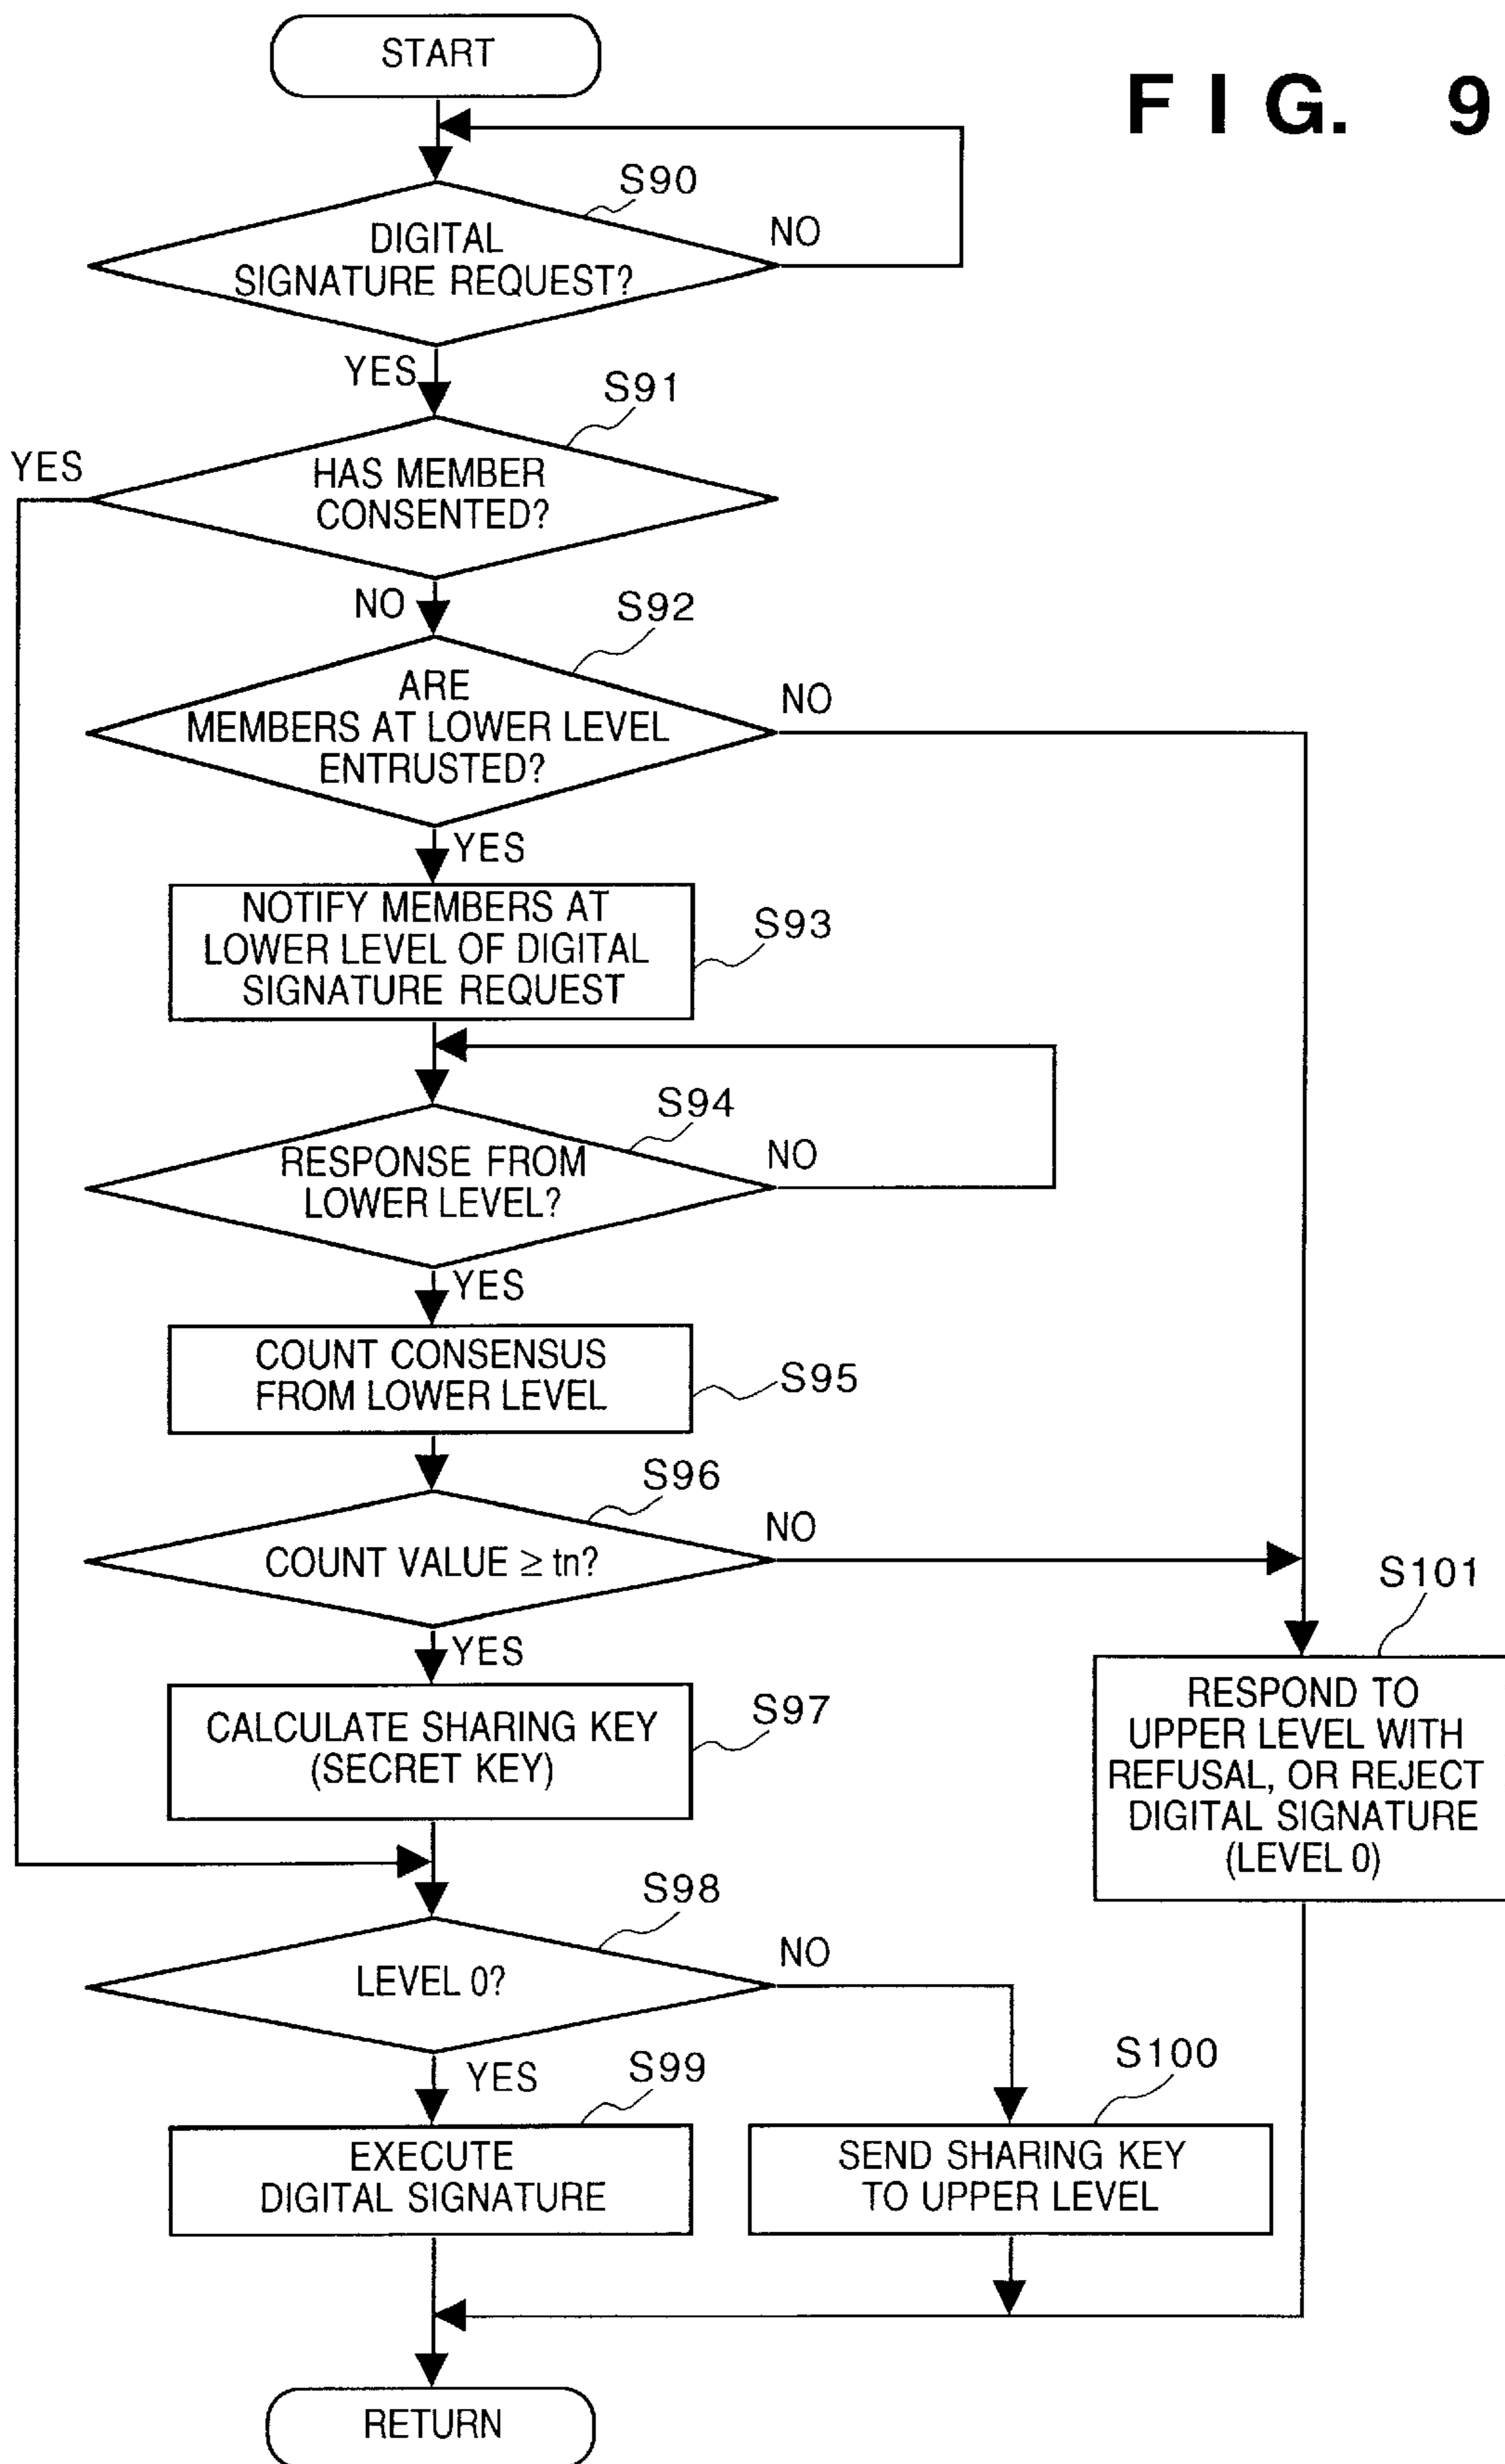 START
F I G. 9
S90
DIGITAL
SIGNATURE REQUEST?
NO
YES
S91
YES
HAS MEMBER
CONSENTED?
NO
S92
ARE
MEMBERS AT LOWER LEVEL
ENTRUSTED?
NO
YES
NOTIFY MEMBERS AT
LOWER LEVEL OF DIGITAL
SIGNATURE REQUEST
S93
S94
RESPONSE FROM
LOWER LEVEL?
NO
YES
COUNT CONSENSUS
FROM LOWER LEVEL
S95
S96
COUNT VALUE ≥ tn?
NO
YES
CALCULATE SHARING KEY
(SECRET KEY)
S97
S101
RESPOND TO
UPPER LEVEL WITH
REFUSAL, OR REJECT
DIGITAL SIGNATURE
(LEVEL 0)
S98
LEVEL 0?
NO
YES
S99
EXECUTE
DIGITAL SIGNATURE
S100
SEND SHARING KEY
TO UPPER LEVEL
RETURN